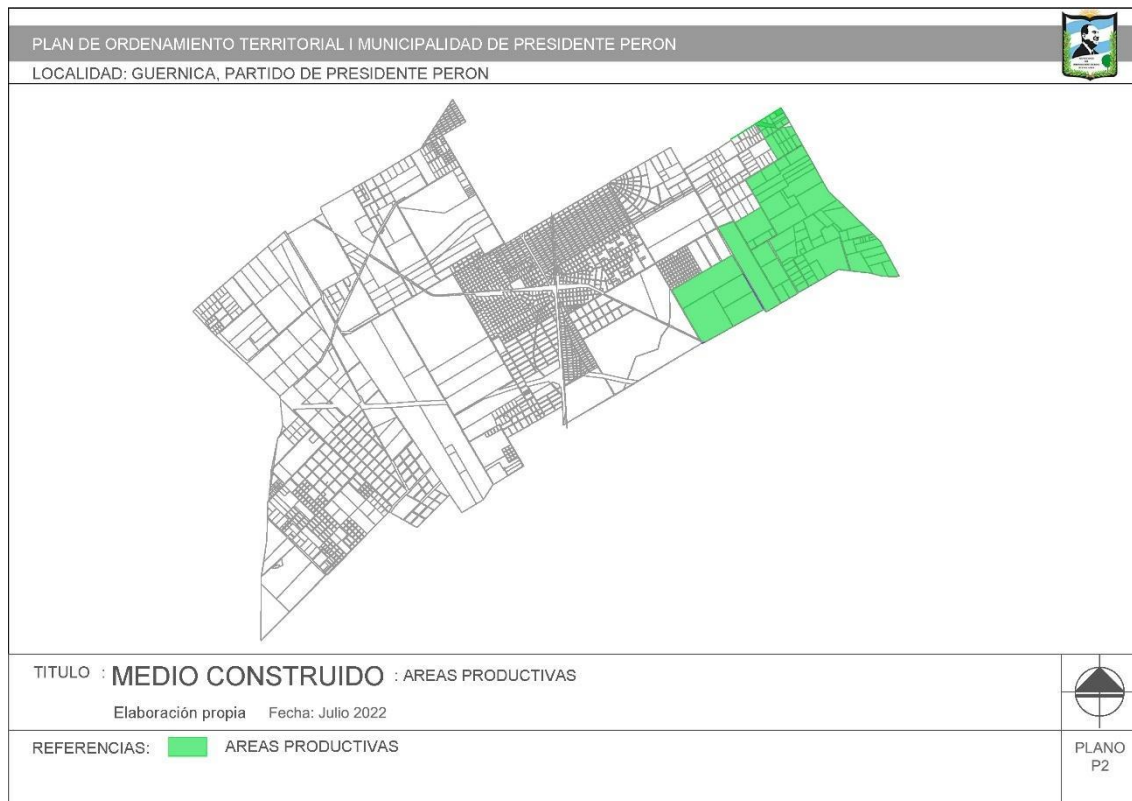 PLAN DE ORDENAMIENTO TERRITORIAL I MUNICIPALIDAD DE PRESIDENTE PERON
LOCALIDAD: GUERNICA, PARTIDO DE PRESIDENTE PERON
TITULO : MEDIO CONSTRUIDO : AREAS PRODUCTIVAS
Elaboración propia Fecha: Julio 2022
REFERENCIAS: AREAS PRODUCTIVAS
PLANO
P2